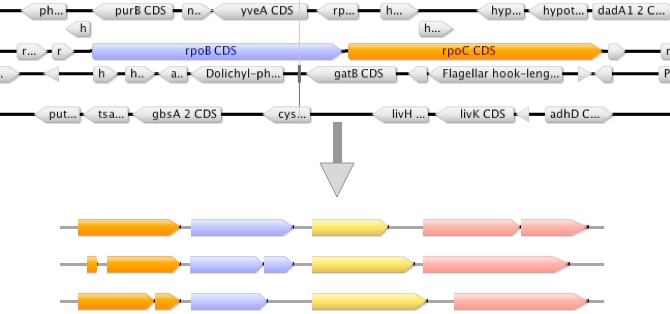 ph... purB CDS n... yveA CDS rp... h... hyp... hypot... dadA1 2 C...
h h...
r... r rpoB CDS rpoC CDS
h h.. a.. Dolichyl-ph... gatB CDS Flagellar hook-leng...
put... tsa... gbsA 2 CDS cys... livH ... livK CDS adhD C...